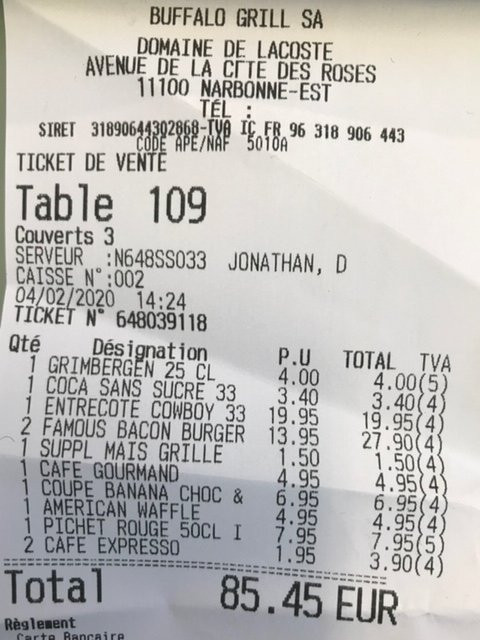 BUFFALO GRILL SA
DOMAINE DE LACOSTE
AVENUE DE LA CITE DES ROSES
11100 NARBONNE-EST
TÉL :
SIRET 31890644302868-TVA IC FR 96 318 906 443
CODE APE/NAF 5010A
TICKET DE VENTE
Table 109
Couverts 3
SERVEUR :N648SS033 JONATHAN, D
CAISSE N°:002
04/02/2020 14:24
TICKET N° 648039118
Qté Désignation P.U TOTAL TVA
1 GRIMBERGEN 25 CL 4.00 4.00(5)
1 COCA SANS SUCRE 33 3.40 3.40(4)
1 ENTRECOTE COWBOY 33 19.95 19.95(4)
2 FAMOUS BACON BURGER 13.95 27.90(4)
1 SUPPL MAIS GRILLE 1.50 1.50(4)
1 CAFE GOURMAND 4.95 4.95(4)
1 COUPE BANANA CHOC & 6.95 6.95(4)
1 AMERICAN WAFFLE 4.95 4.95(4)
1 PICHET ROUGE 50CL I 7.95 7.95(5)
2 CAFE EXPRESSO 1.95 3.90(4)
Total 85.45 EUR
Règlement
Carte Bancaire